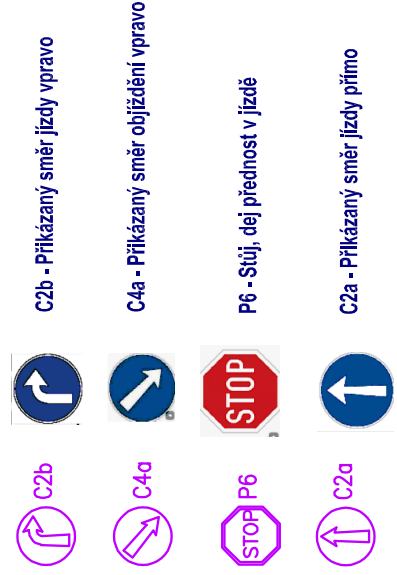 C2b C2b - Přikázaný směr jízdy vpravo
C4a C4a - Přikázaný směr objíždění vpravo
STOP P6 STOP P6 - Stůj, dej přednost v jízdě
C2a C2a - Přikázaný směr jízdy přímo